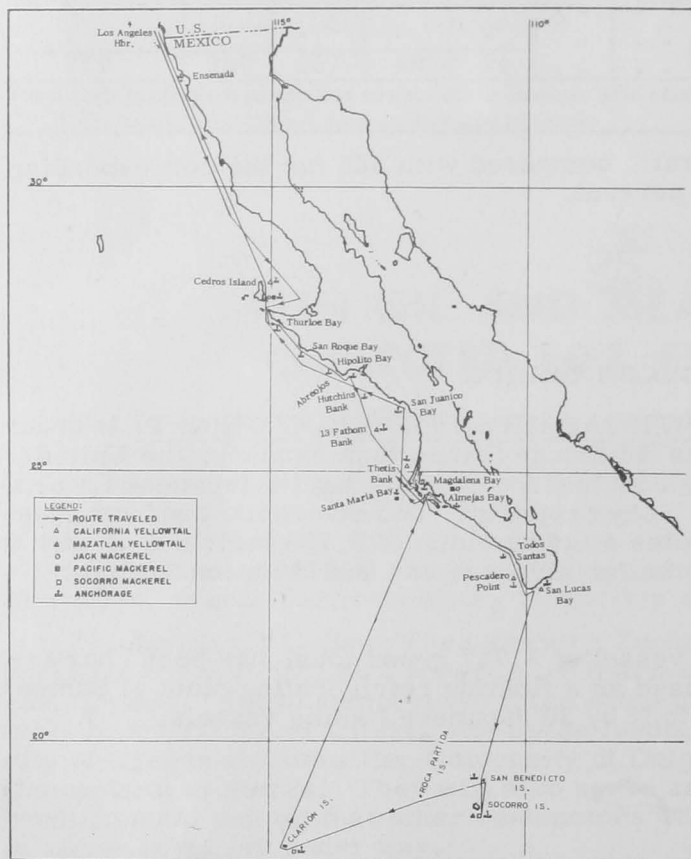 115°
110°
U. S.
MEXICO
Los Angeles
Hbr.
Ensenada
30°
Cedros Island
Thurloe Bay
San Roque Bay
Hipolito Bay
Abreojos
Hutchins
Bank
San Juanico
Bay
13 Fathom
Bank
25°
Thetis
Bank
Magdalena Bay
Santa Maria Bay
Almejas Bay
LEGEND:
ROUTE TRAVELED
CALIFORNIA YELLOWTAIL
MAZATLAN YELLOWTAIL
JACK MACKEREL
PACIFIC MACKEREL
SOCORRO MACKEREL
ANCHORAGE
Todos
Santas
Pescadero
Point
San Lucas
Bay
20°
SAN BENEDICTO
IS.
ROCA PARTIDA
IS.
SOCORRO IS.
CLARION IS.